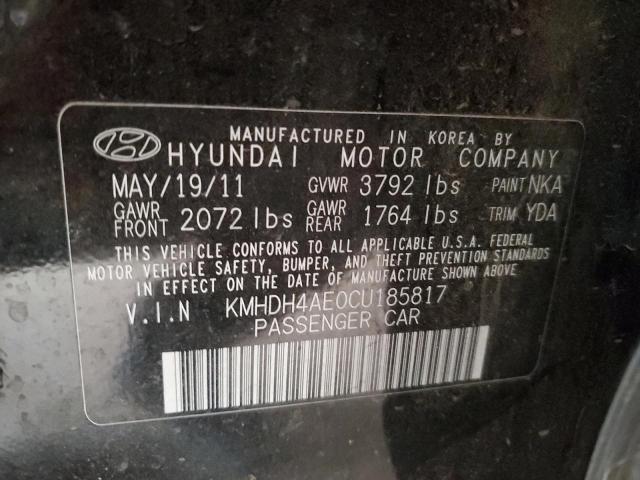 MANUFACTURED IN KOREA BY
HYUNDAI MOTOR COMPANY
MAY/19/11 GVWR 3792 lbs PAINT NKA
GAWR FRONT 2072 lbs GAWR REAR 1764 lbs TRIM YDA
THIS VEHICLE CONFORMS TO ALL APPLICABLE U.S.A. FEDERAL
MOTOR VEHICLE SAFETY, BUMPER, AND THEFT PREVENTION STANDARDS
IN EFFECT ON THE DATE OF MANUFACTURE SHOWN ABOVE
V.I.N KMHDH4AE0CU185817
PASSENGER CAR